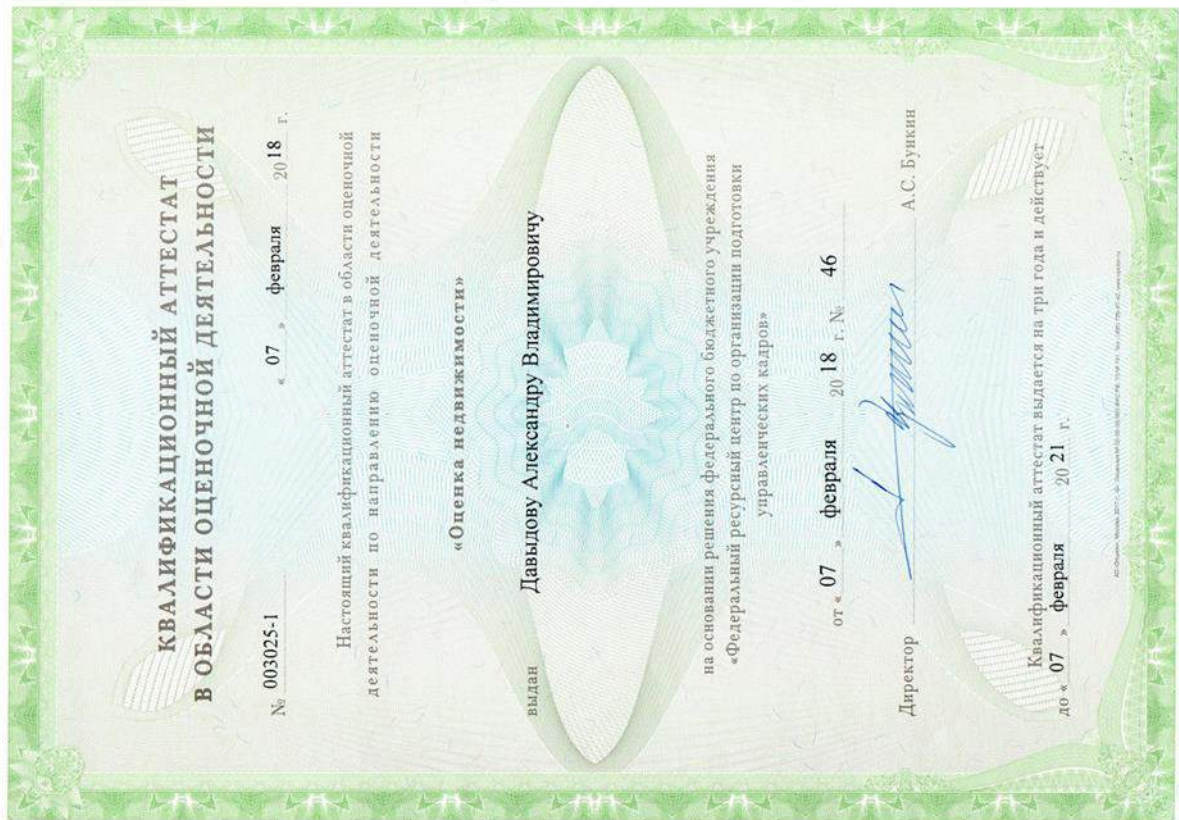 КВАЛИФИКАЦИОННЫЙ АТТЕСТАТ
В ОБЛАСТИ ОЦЕНОЧНОЙ ДЕЯТЕЛЬНОСТИ
№ 003025-1 « 07 » февраля 20 18 г.
Настоящий квалификационный аттестат в области оценочной
деятельности по направлению оценочной деятельности
«Оценка недвижимости»
выдан Давыдову Александру Владимировичу
на основании решения федерального бюджетного учреждения
«Федеральный ресурсный центр по организации подготовки
управленческих кадров»
от « 07 » февраля 20 18 г. № 46
Директор А.С. Бункин
Квалификационный аттестат выдается на три года и действует
до « 07 » февраля 20 21 г.